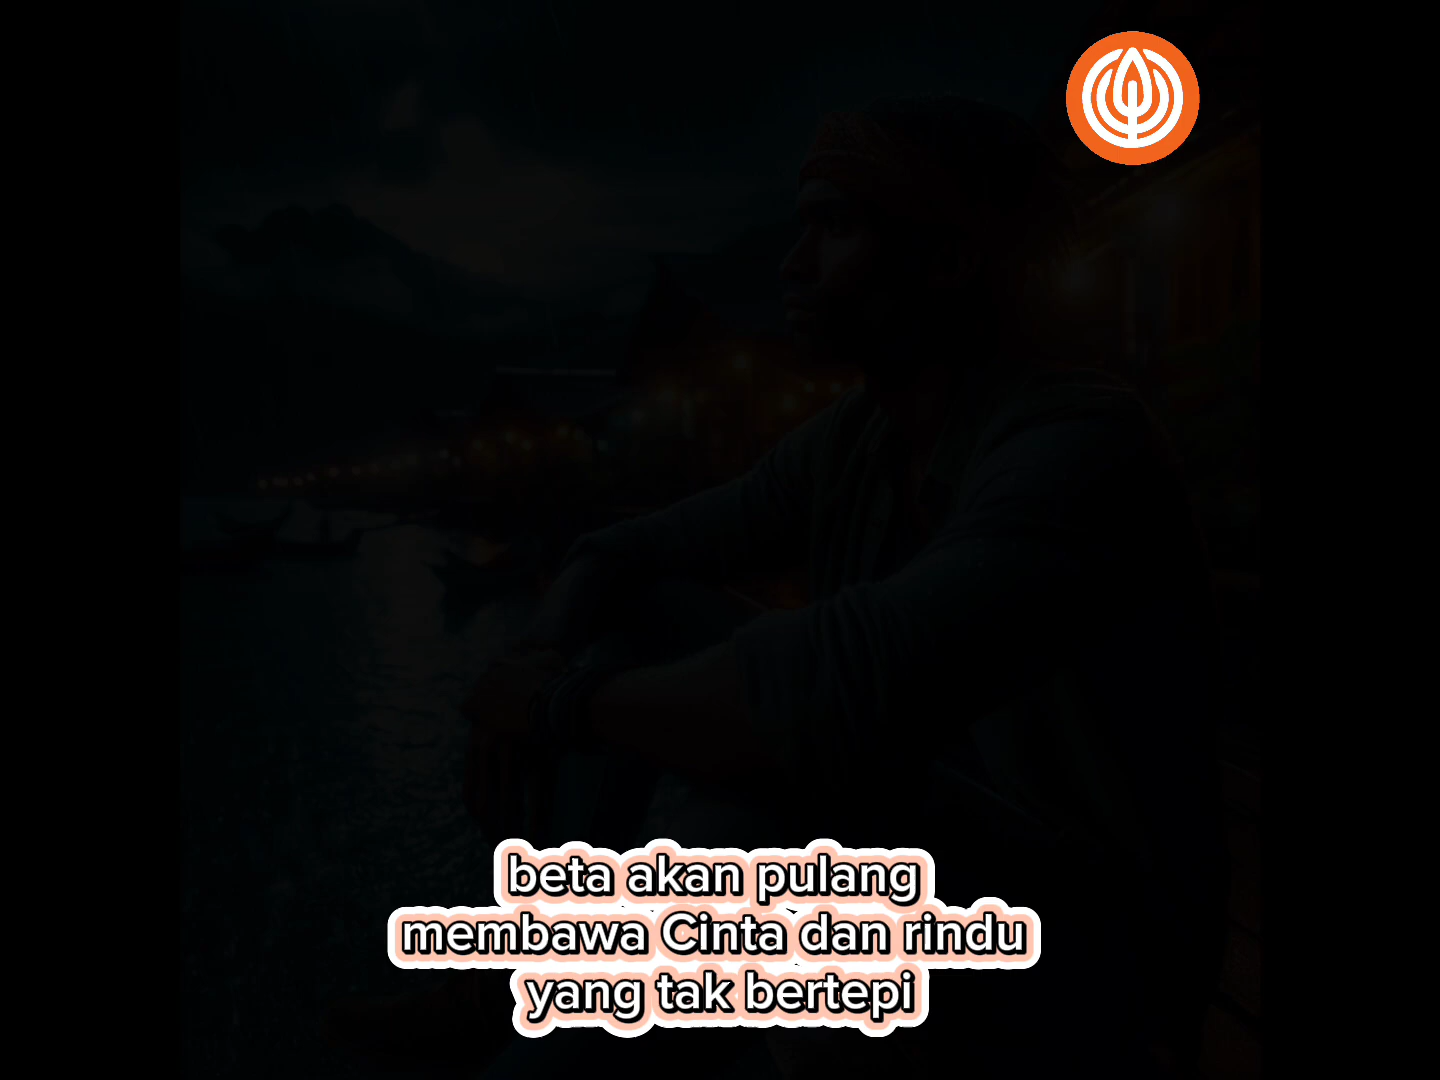 beta akan pulang
membawa Cinta dan rindu
yang tak bertepi